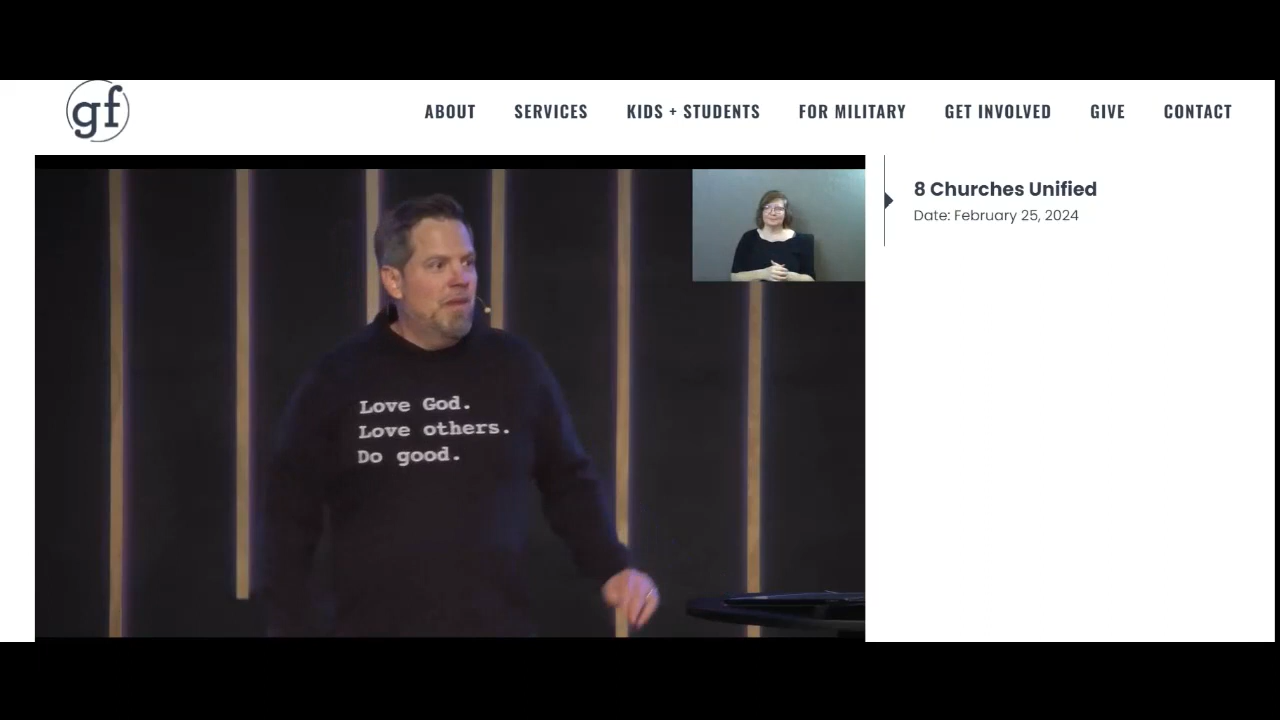 gf
ABOUT
SERVICES
KIDS + STUDENTS
FOR MILITARY
GET INVOLVED
GIVE
CONTACT
8 Churches Unified
Date: February 25, 2024
Love God.
Love others.
Do good.